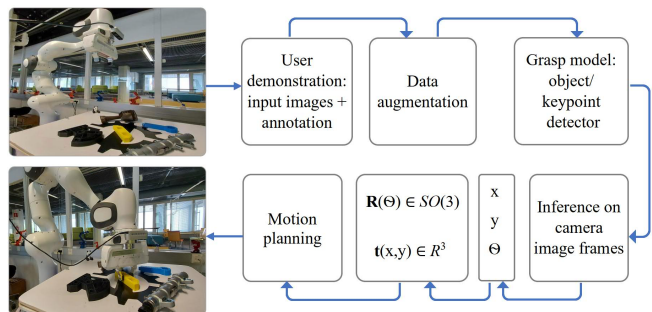 User
demonstration:
input images +
annotation
Data
augmentation
Grasp model:
object/
keypoint
detector
Motion
planning
𝐑(Θ) ∈ SO(3)
𝐭(x,y) ∈ R³
x
y
Θ
Inference on
camera
image frames